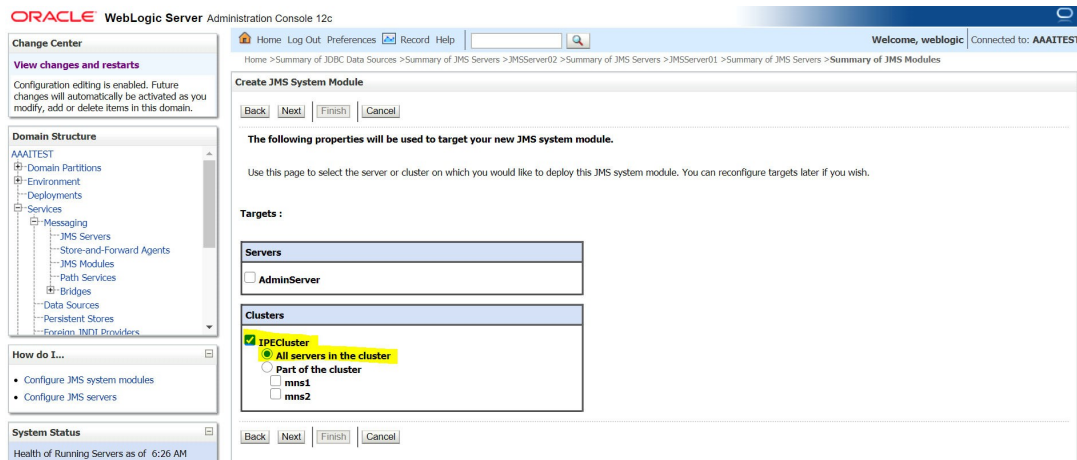 ORACLE WebLogic Server Administration Console 12c
Change Center
View changes and restarts
Configuration editing is enabled. Future
changes will automatically be activated as you
modify, add or delete items in this domain.
Domain Structure
AAAITEST
Domain Partitions
Environment
Deployments
Services
Messaging
JMS Servers
Store-and-Forward Agents
JMS Modules
Path Services
Bridges
Data Sources
Persistent Stores
Foreign JNDI Providers
How do I...
Configure JMS system modules
Configure JMS servers
System Status
Health of Running Servers as of 6:26 AM
Home Log Out Preferences Record Help
Welcome, weblogic Connected to: AAAITEST
Home >Summary of JDBC Data Sources >Summary of JMS Servers >JMSServer02 >Summary of JMS Servers >JMSServer01 >Summary of JMS Servers >Summary of JMS Modules
Create JMS System Module
Back Next Finish Cancel
The following properties will be used to target your new JMS system module.
Use this page to select the server or cluster on which you would like to deploy this JMS system module. You can reconfigure targets later if you wish.
Targets :
Servers
AdminServer
Clusters
IPECluster
All servers in the cluster
Part of the cluster
mns1
mns2
Back Next Finish Cancel